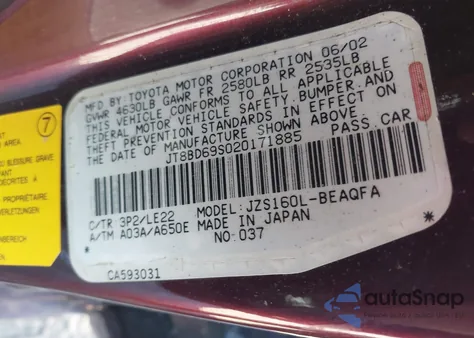 MFD BY TOYOTA MOTOR CORPORATION 06/02
GVWR 4630LB GAWR FR 2580LB RR 2535LB
THIS VEHICLE CONFORMS TO ALL APPLICABLE
FEDERAL MOTOR VEHICLE SAFETY, BUMPER, AND
THEFT PREVENTION STANDARDS IN EFFECT ON
THE DATE OF MANUFACTURE SHOWN ABOVE.
JT8BD69S020171885 PASS. CAR
C/TR: 3P2/LE22 MODEL: JZS160L-BEAQFA
A/TM A03A/A650E MADE IN JAPAN
NO. 037
CA593031
7
BLESSURE GRAVE
PROPRIETAIRE
autoSnap